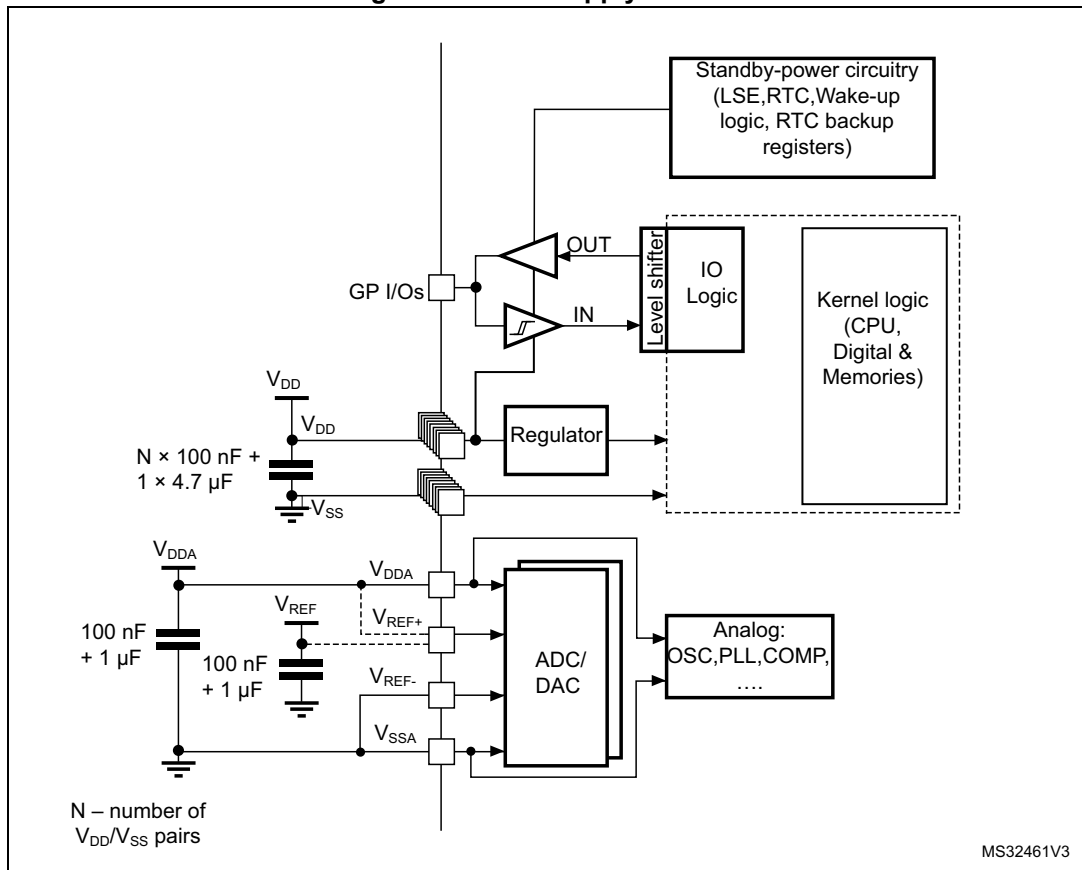 Standby-power circuitry
(LSE,RTC,Wake-up
logic, RTC backup
registers)
OUT
GP I/Os
IN
Level shifter
IO
Logic
Kernel logic
(CPU,
Digital &
Memories)
VDD
VDD
Regulator
N × 100 nF +
1 × 4.7 µF
VSS
VDDA
VDDA
VREF
VREF+
100 nF
+ 1 µF
100 nF
+ 1 µF
VREF-
VSSA
ADC/
DAC
Analog:
OSC,PLL,COMP,
....
N – number of
VDD/VSS pairs
MS32461V3